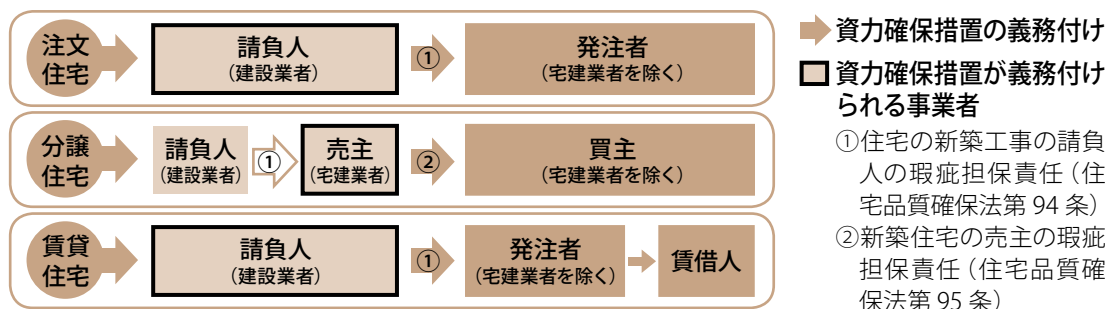 注文
住宅
請負人
（建設業者）
①
発注者
（宅建業者を除く）
分譲
住宅
請負人
（建設業者）
①
売主
（宅建業者）
②
買主
（宅建業者を除く）
賃貸
住宅
請負人
（建設業者）
①
発注者
（宅建業者を除く）
賃借人
資力確保措置の義務付け
資力確保措置が義務付け
られる事業者
①住宅の新築工事の請負
人の瑕疵担保責任（住
宅品質確保法第 94 条）
②新築住宅の売主の瑕疵
担保責任（住宅品質確
保法第 95 条）